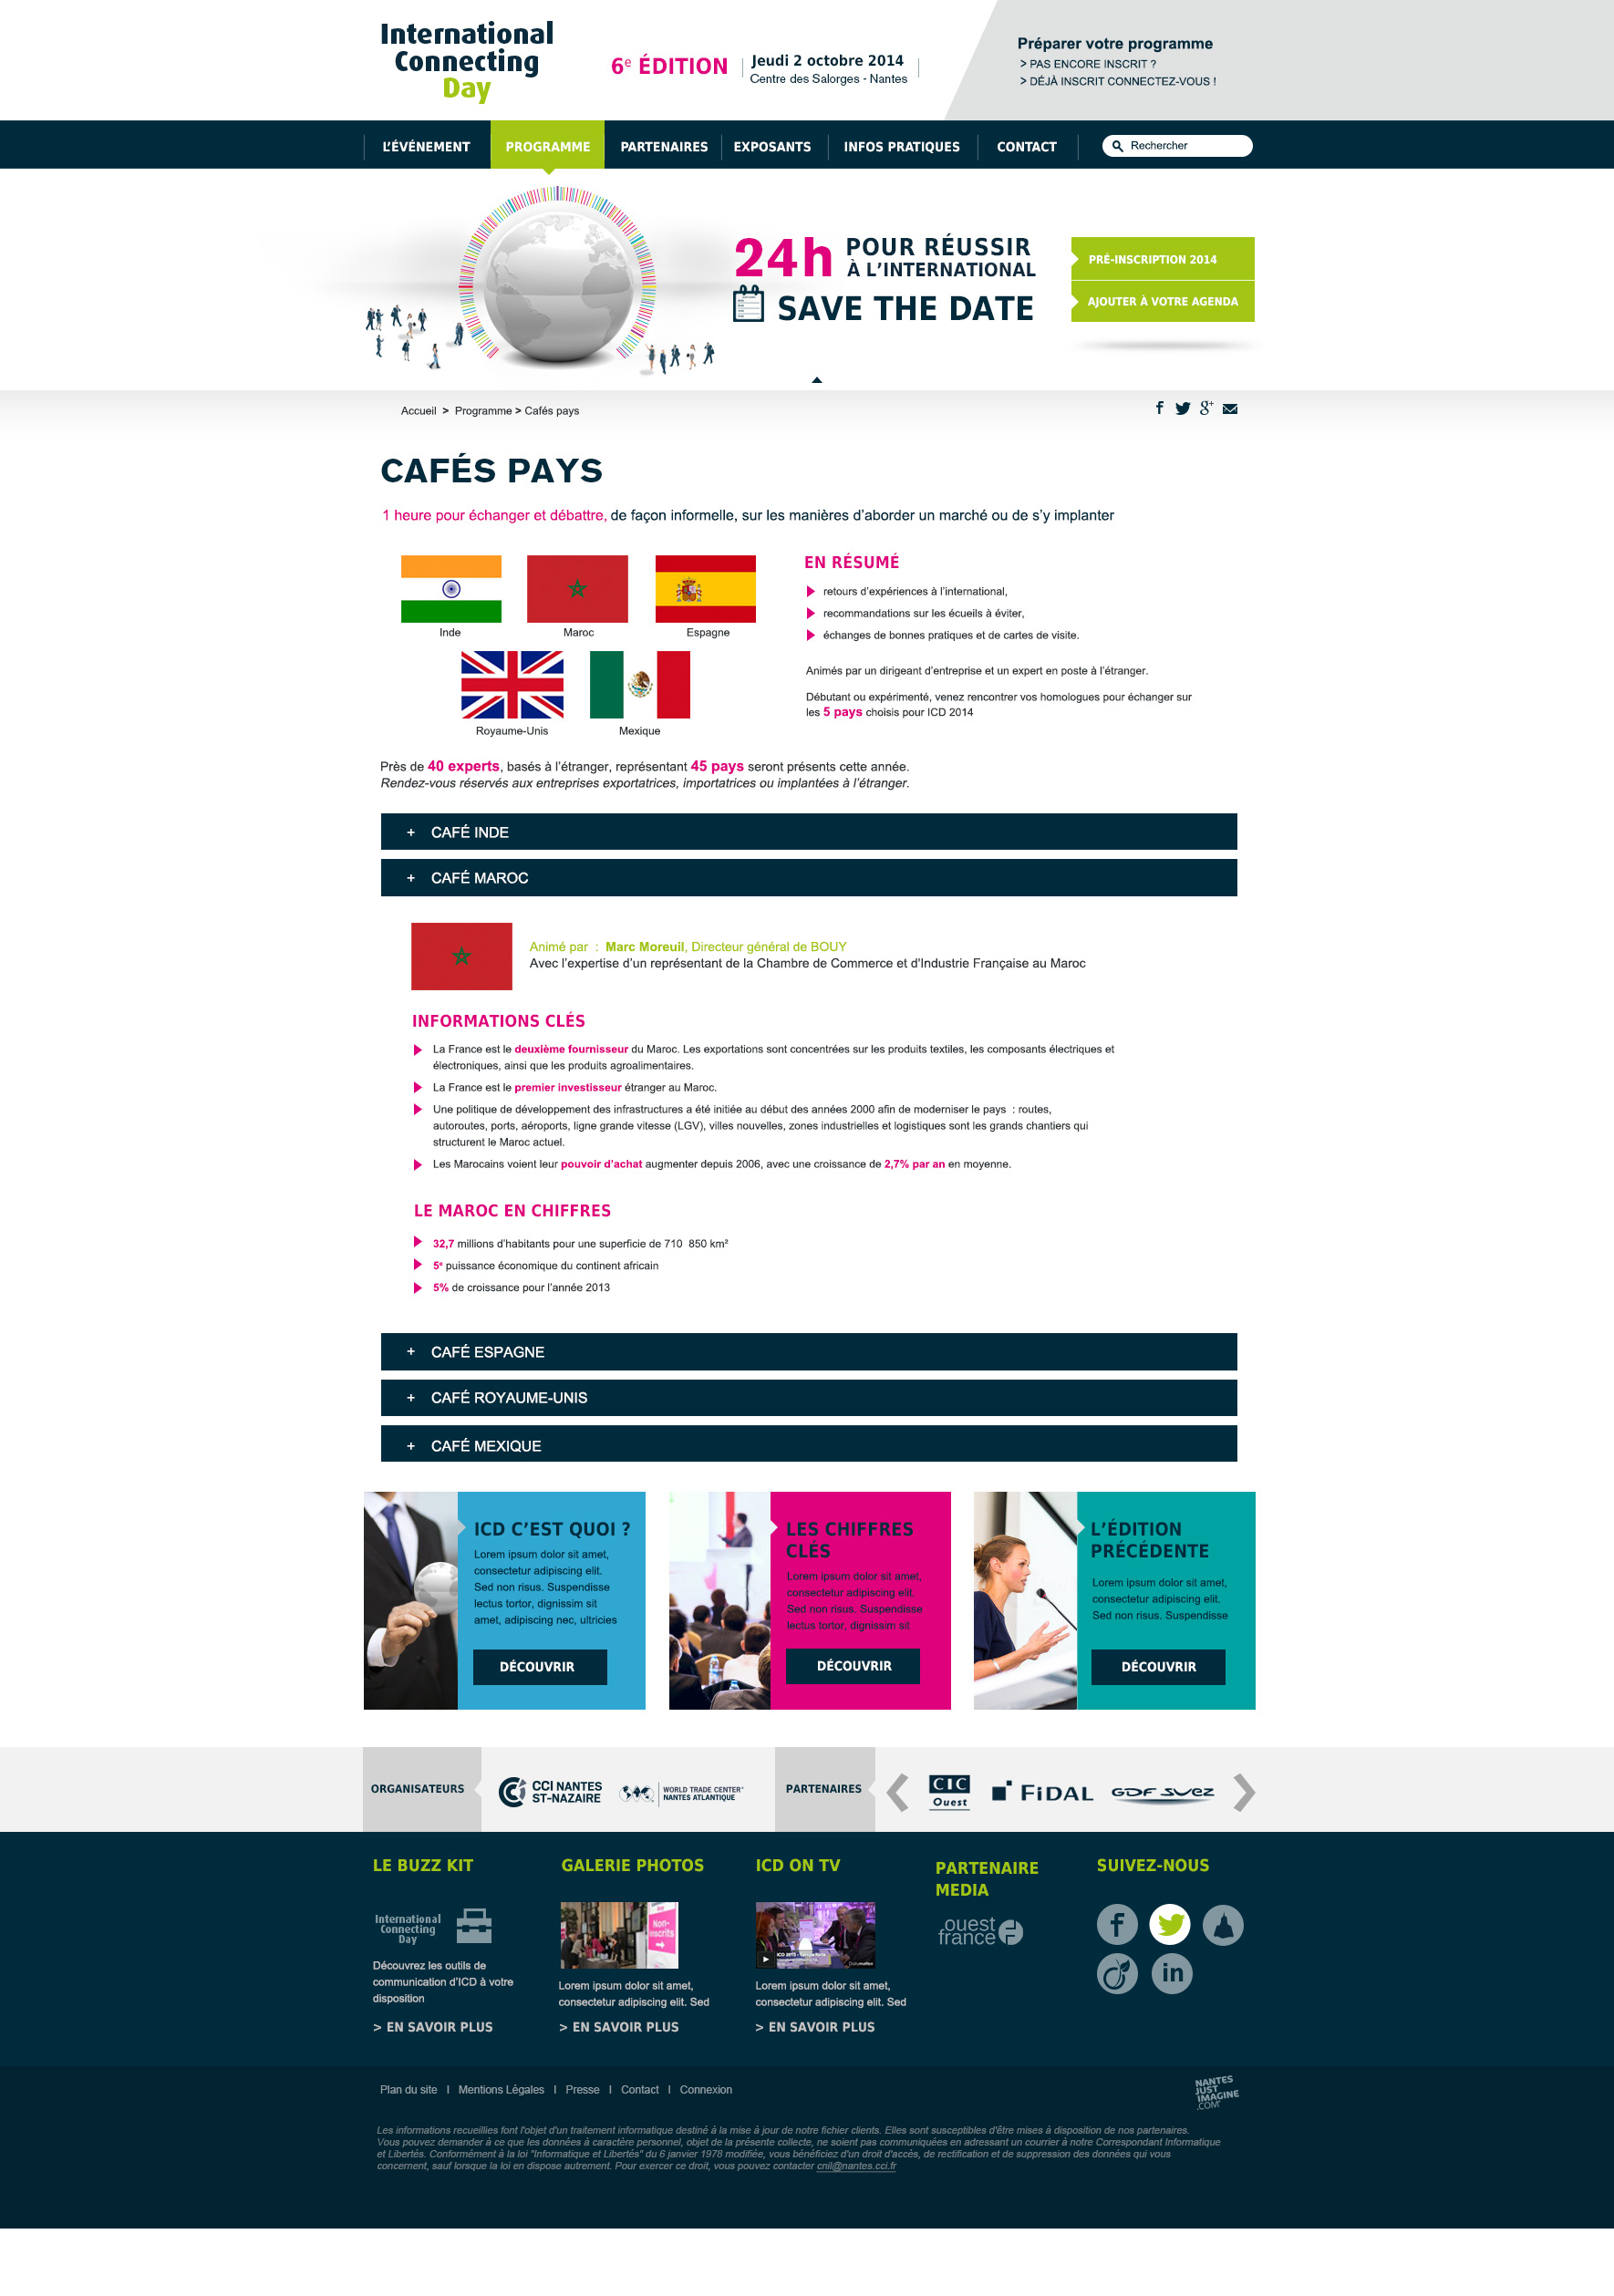 International
Connecting
Day
6e ÉDITION
Jeudi 2 octobre 2014
Centre des Salorges - Nantes
Préparer votre programme
> PAS ENCORE INSCRIT ?
> DÉJÀ INSCRIT CONNECTEZ-VOUS !
L'ÉVÉNEMENT
PROGRAMME
PARTENAIRES
EXPOSANTS
INFOS PRATIQUES
CONTACT
Rechercher
24h POUR RÉUSSIR
À L'INTERNATIONAL
SAVE THE DATE
PRÉ-INSCRIPTION 2014
AJOUTER À VOTRE AGENDA
Accueil > Programme > Cafés pays
CAFÉS PAYS
1 heure pour échanger et débattre, de façon informelle, sur les manières d'aborder un marché ou de s'y implanter
Inde
Maroc
Espagne
Royaume-Unis
Mexique
EN RÉSUMÉ
retours d'expériences à l'international,
recommandations sur les écueils à éviter,
échanges de bonnes pratiques et de cartes de visite.
Animés par un dirigeant d'entreprise et un expert en poste à l'étranger.
Débutant ou expérimenté, venez rencontrer vos homologues pour échanger sur
les 5 pays choisis pour ICD 2014
Près de 40 experts, basés à l'étranger, représentant 45 pays seront présents cette année.
Rendez-vous réservés aux entreprises exportatrices, importatrices ou implantées à l'étranger.
+ CAFÉ INDE
+ CAFÉ MAROC
Animé par : Marc Moreuil, Directeur général de BOUY
Avec l'expertise d'un représentant de la Chambre de Commerce et d'Industrie Française au Maroc
INFORMATIONS CLÉS
La France est le deuxième fournisseur du Maroc. Les exportations sont concentrées sur les produits textiles, les composants électriques et
électroniques, ainsi que les produits agroalimentaires.
La France est le premier investisseur étranger au Maroc.
Une politique de développement des infrastructures a été initiée au début des années 2000 afin de moderniser le pays : routes,
autoroutes, ports, aéroports, ligne grande vitesse (LGV), villes nouvelles, zones industrielles et logistiques sont les grands chantiers qui
structurent le Maroc actuel.
Les Marocains voient leur pouvoir d'achat augmenter depuis 2006, avec une croissance de 2,7% par an en moyenne.
LE MAROC EN CHIFFRES
32,7 millions d'habitants pour une superficie de 710 850 km²
5e puissance économique du continent africain
5% de croissance pour l'année 2013
+ CAFÉ ESPAGNE
+ CAFÉ ROYAUME-UNIS
+ CAFÉ MEXIQUE
ICD C'EST QUOI ?
Lorem ipsum dolor sit amet,
consectetur adipiscing elit.
Sed non risus. Suspendisse
lectus tortor, dignissim sit
amet, adipiscing nec, ultricies
DÉCOUVRIR
LES CHIFFRES
CLÉS
Lorem ipsum dolor sit amet,
consectetur adipiscing elit.
Sed non risus. Suspendisse
lectus tortor, dignissim sit
DÉCOUVRIR
L'ÉDITION
PRÉCÉDENTE
Lorem ipsum dolor sit amet,
consectetur adipiscing elit.
Sed non risus. Suspendisse
DÉCOUVRIR
ORGANISATEURS
CCI NANTES
ST-NAZAIRE
WORLD TRADE CENTER®
NANTES ATLANTIQUE
PARTENAIRES
CIC
Ouest
FiDAL
GDF SUEZ
LE BUZZ KIT
International
Connecting
Day
Découvrez les outils de
communication d'ICD à votre
disposition
> EN SAVOIR PLUS
GALERIE PHOTOS
Non-
inscrits
Lorem ipsum dolor sit amet,
consectetur adipiscing elit. Sed
> EN SAVOIR PLUS
ICD ON TV
Lorem ipsum dolor sit amet,
consectetur adipiscing elit. Sed
> EN SAVOIR PLUS
PARTENAIRE
MEDIA
ouest
france
SUIVEZ-NOUS
Plan du site | Mentions Légales | Presse | Contact | Connexion
NANTES
JUST
IMAGINE
.COM
Les informations recueillies font l'objet d'un traitement informatique destiné à la mise à jour de notre fichier clients. Elles sont susceptibles d'être mises à disposition de nos partenaires.
Vous pouvez demander à ce que les données à caractère personnel, objet de la présente collecte, ne soient pas communiquées en adressant un courrier à notre Correspondant Informatique
et Libertés. Conformément à la loi "Informatique et Libertés" du 6 janvier 1978 modifiée, vous bénéficiez d'un droit d'accès, de rectification et de suppression des données qui vous
concernent, sauf lorsque la loi en dispose autrement. Pour exercer ce droit, vous pouvez contacter cnil@nantes.cci.fr